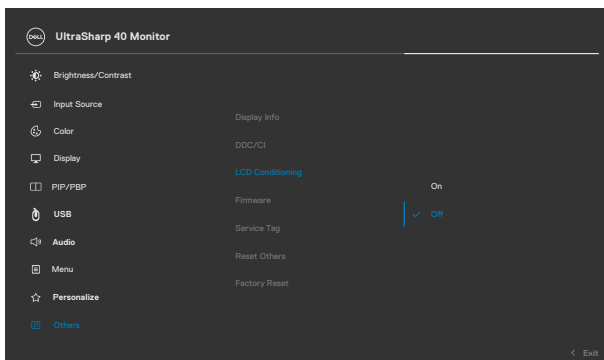 DELL UltraSharp 40 Monitor
Brightness/Contrast
Input Source
Color
Display
PIP/PBP
USB
Audio
Menu
Personalize
Others
Display Info
DDC/CI
LCD Conditioning
Firmware
Service Tag
Reset Others
Factory Reset
On
Off
Exit